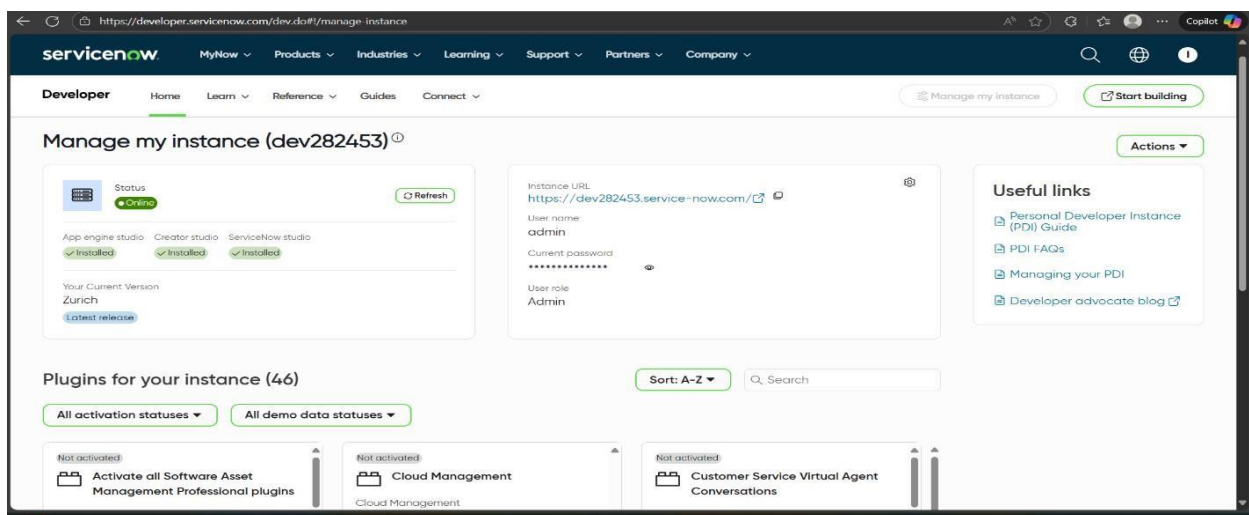 https://developer.servicenow.com/dev.do#!/manage-instance
Copilot
servicenow
MyNow Products Industries Learning Support Partners Company
I
Developer Home Learn Reference Guides Connect
Manage my instance Start building
Manage my instance (dev282453)
Actions
Status
Online
Refresh
App engine studio Creator studio ServiceNow studio
Installed Installed Installed
Your Current Version
Zurich
Latest release
Instance URL
https://dev282453.service-now.com/
User name
admin
Current password
••••••••••••••
User role
Admin
Useful links
Personal Developer Instance
(PDI) Guide
PDI FAQs
Managing your PDI
Developer advocate blog
Plugins for your instance (46)
Sort: A-Z Search
All activation statuses All demo data statuses
Not activated
Activate all Software Asset
Management Professional plugins
Not activated
Cloud Management
Cloud Management
Not activated
Customer Service Virtual Agent
Conversations